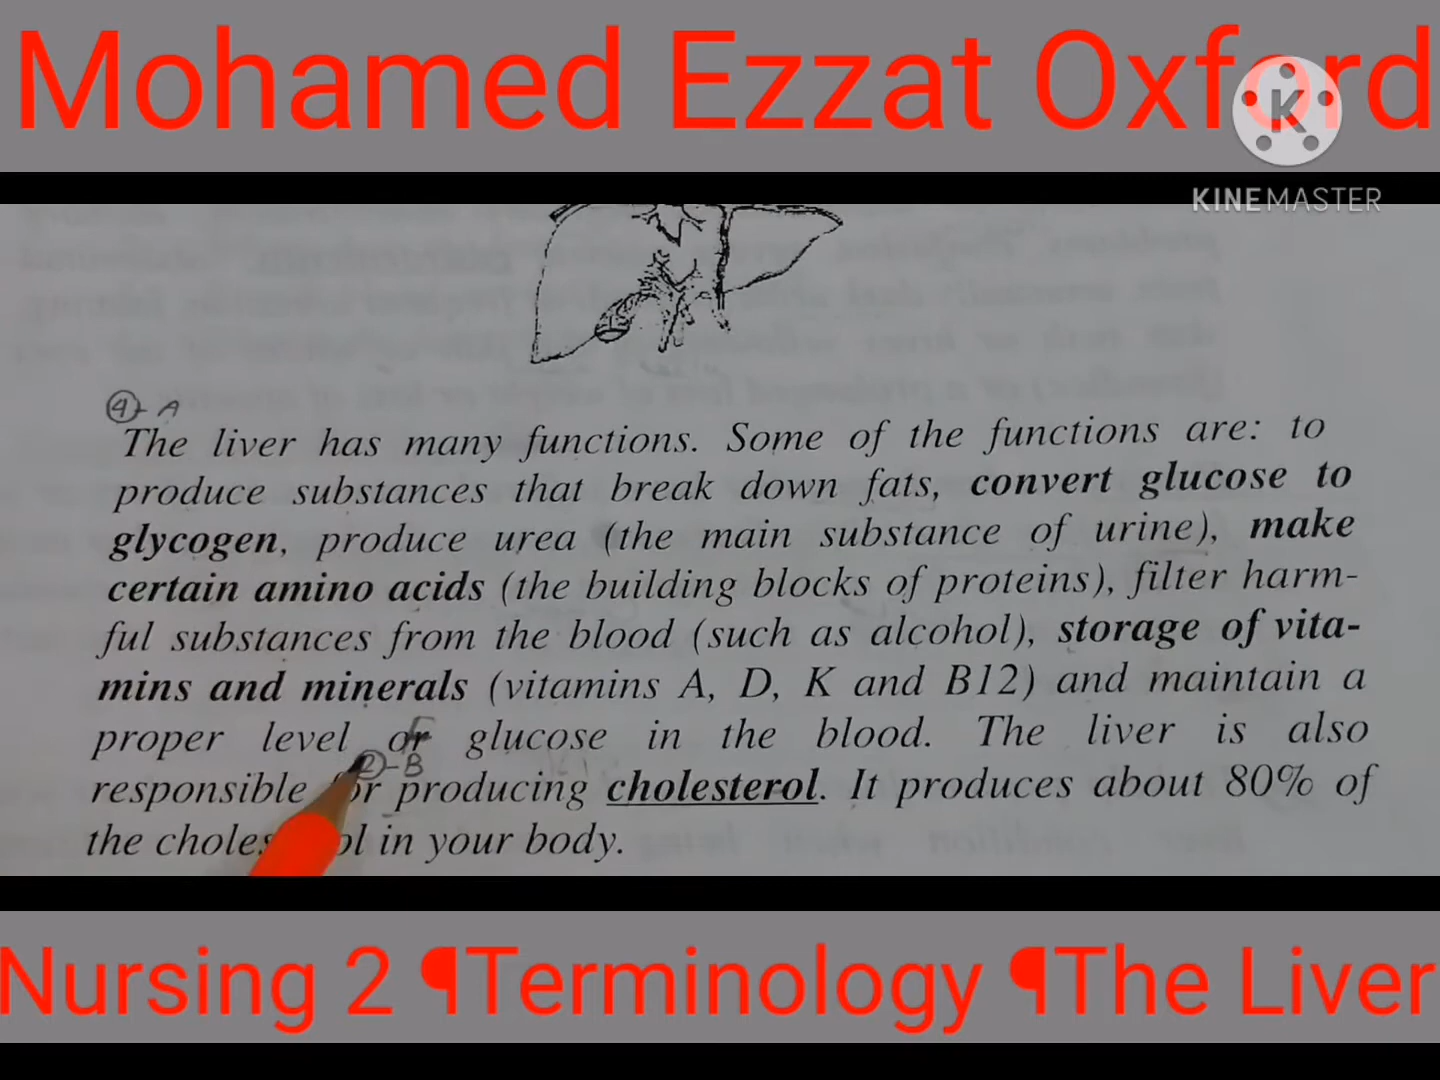 Mohamed Ezzat Oxford
K
KINEMASTER
④- A
The liver has many functions. Some of the functions are: to
produce substances that break down fats, convert glucose to
glycogen, produce urea (the main substance of urine), make
certain amino acids (the building blocks of proteins), filter harm-
ful substances from the blood (such as alcohol), storage of vita-
mins and minerals (vitamins A, D, K and B12) and maintain a
proper level of glucose in the blood. The liver is also
②-B
responsible for producing cholesterol. It produces about 80% of
the in your body.
Nursing 2 ¶Terminology ¶The Liver